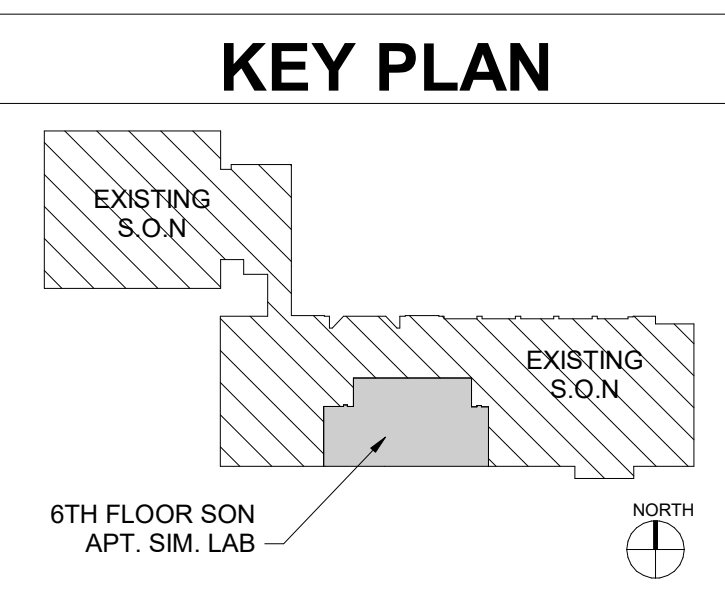 KEY PLAN
EXISTING
S.O.N
EXISTING
S.O.N
6TH FLOOR SON
APT. SIM. LAB
NORTH